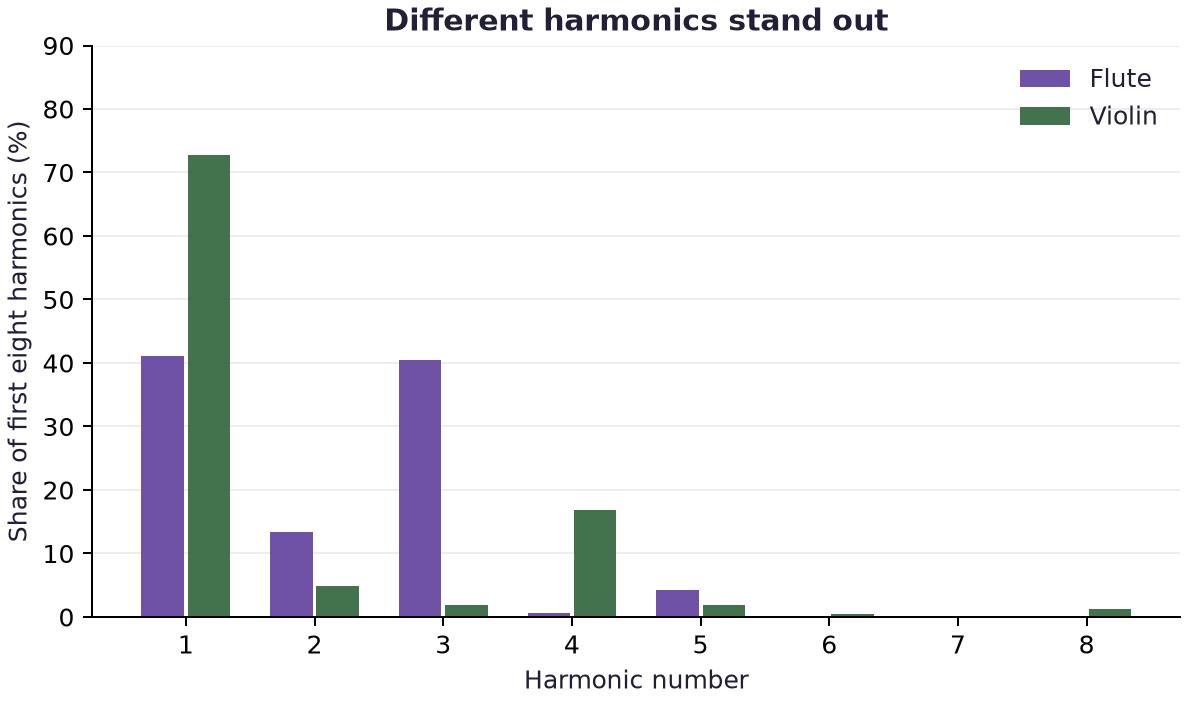 Different harmonics stand out
Share of first eight harmonics (%)
90
80
70
60
50
40
30
20
10
0
Flute
Violin
1 2 3 4 5 6 7 8
Harmonic number